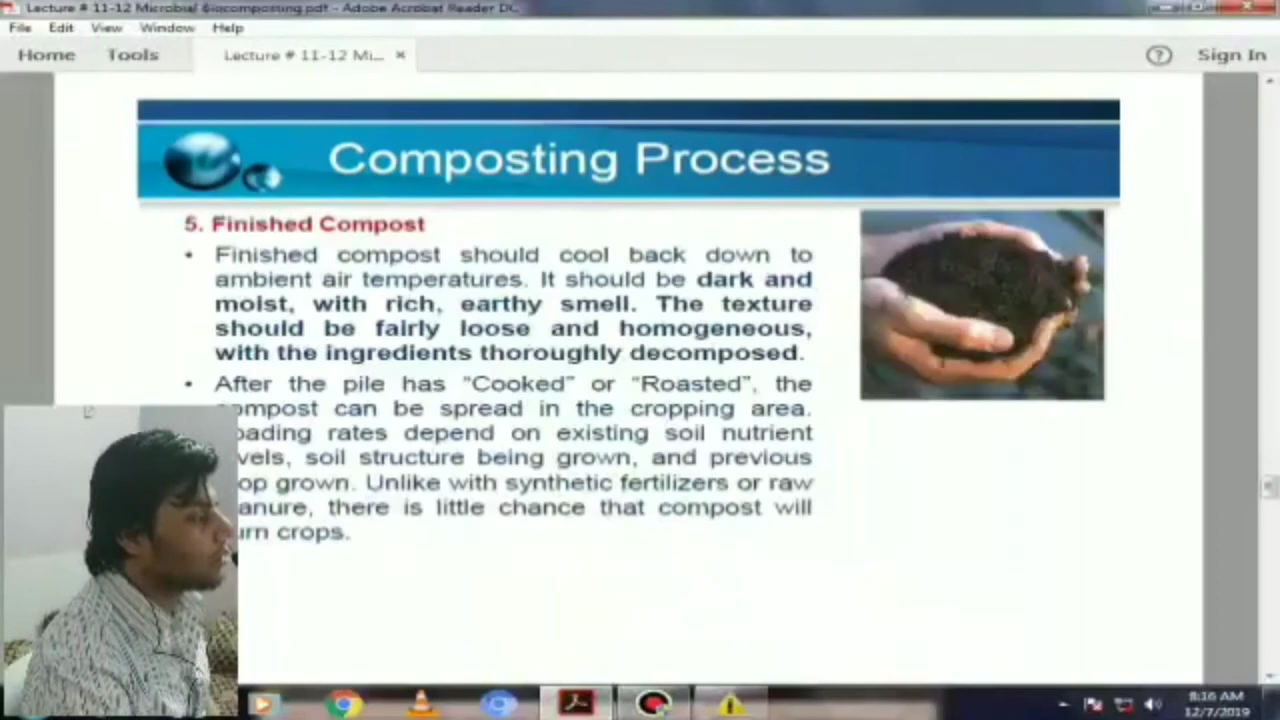 Lecture # 11-12 Microbial Biocomposting.pdf - Adobe Acrobat Reader DC
File Edit View Window Help
Home Tools Lecture # 11-12 Mi... × ? Sign In
Composting Process
5. Finished Compost
• Finished compost should cool back down to
ambient air temperatures. It should be dark and
moist, with rich, earthy smell. The texture
should be fairly loose and homogeneous,
with the ingredients thoroughly decomposed.
• After the pile has “Cooked” or “Roasted”, the
ompost can be spread in the cropping area.
oading rates depend on existing soil nutrient
vels, soil structure being grown, and previous
op grown. Unlike with synthetic fertilizers or raw
anure, there is little chance that compost will
urn crops.
8:16 AM
12/7/2019